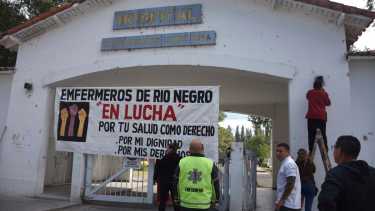 HOSPITAL
ENFERMEROS DE RIO NEGRO
"EN LUCHA"
POR TU SALUD COMO DERECHO
POR MI DIGNIDAD
POR MIS DERECHOS